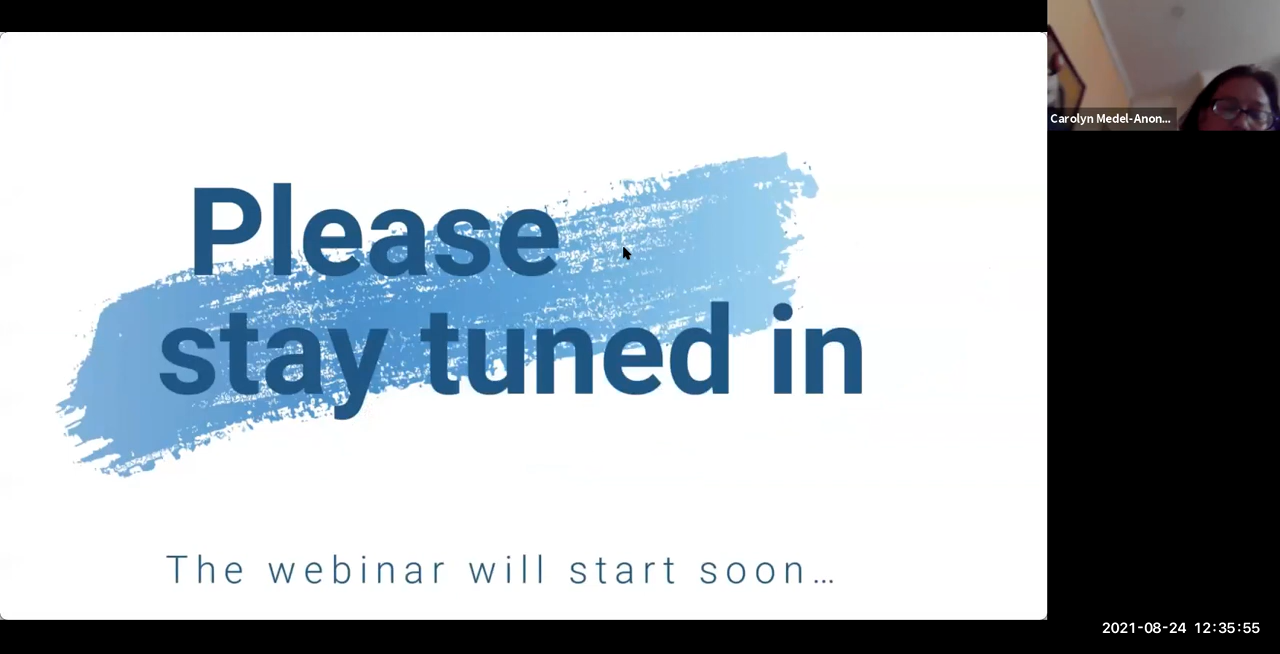 Please
stay tuned in
The webinar will start soon…
Carolyn Medel-Anon...
2021-08-24 12:35:55